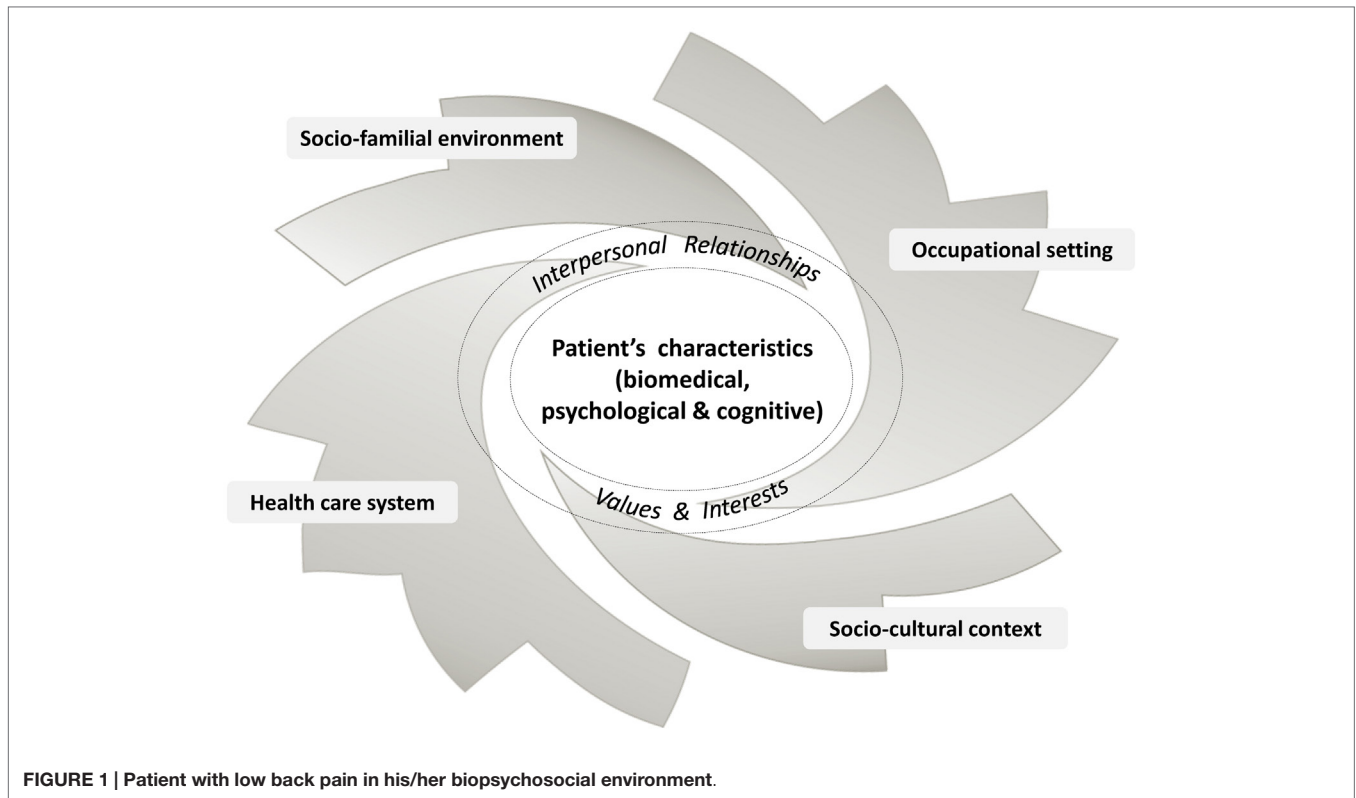 Socio-familial environment
Occupational setting
Interpersonal Relationships
Patient's characteristics
(biomedical,
psychological & cognitive)
Values & Interests
Health care system
Socio-cultural context
FIGURE 1 | Patient with low back pain in his/her biopsychosocial environment.